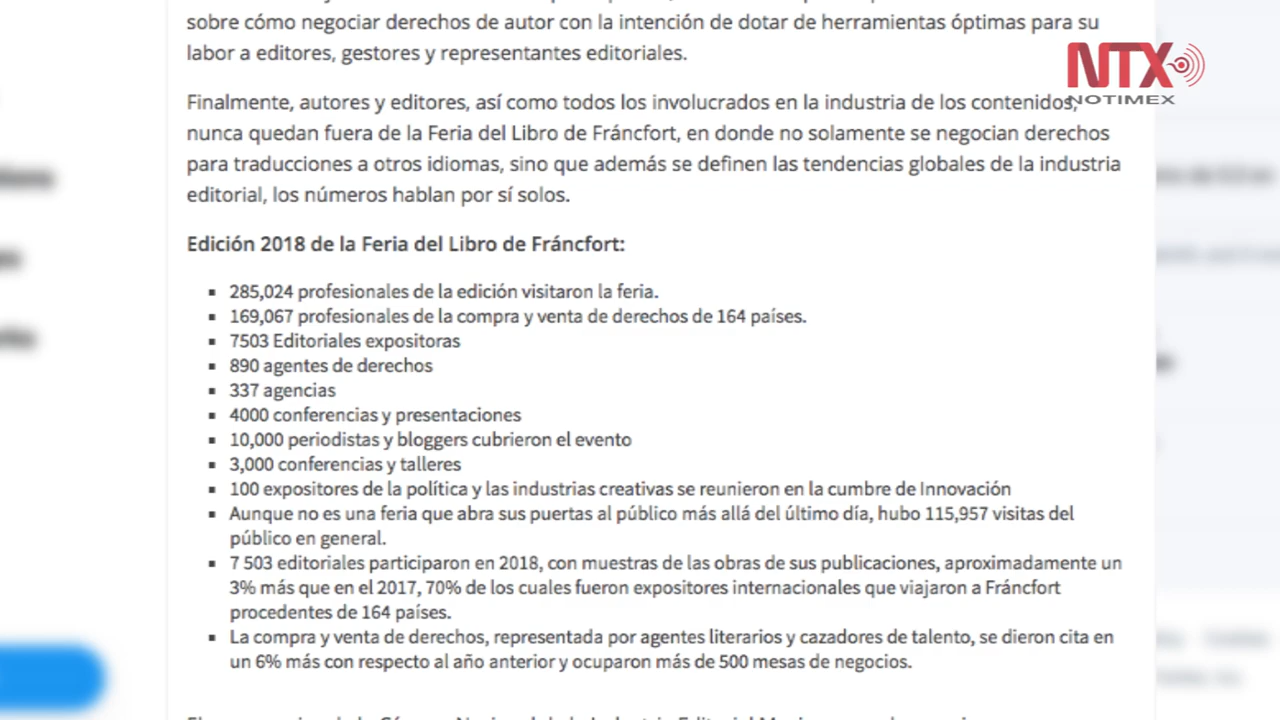 sobre cómo negociar derechos de autor con la intención de dotar de herramientas óptimas para su
labor a editores, gestores y representantes editoriales.
NTX
NOTIMEX
Finalmente, autores y editores, así como todos los involucrados en la industria de los contenidos,
nunca quedan fuera de la Feria del Libro de Fráncfort, en donde no solamente se negocian derechos
para traducciones a otros idiomas, sino que además se definen las tendencias globales de la industria
editorial, los números hablan por sí solos.
Edición 2018 de la Feria del Libro de Fráncfort:
▪ 285,024 profesionales de la edición visitaron la feria.
▪ 169,067 profesionales de la compra y venta de derechos de 164 países.
▪ 7503 Editoriales expositoras
▪ 890 agentes de derechos
▪ 337 agencias
▪ 4000 conferencias y presentaciones
▪ 10,000 periodistas y bloggers cubrieron el evento
▪ 3,000 conferencias y talleres
▪ 100 expositores de la política y las industrias creativas se reunieron en la cumbre de Innovación
▪ Aunque no es una feria que abra sus puertas al público más allá del último día, hubo 115,957 visitas del
público en general.
▪ 7 503 editoriales participaron en 2018, con muestras de las obras de sus publicaciones, aproximadamente un
3% más que en el 2017, 70% de los cuales fueron expositores internacionales que viajaron a Fráncfort
procedentes de 164 países.
▪ La compra y venta de derechos, representada por agentes literarios y cazadores de talento, se dieron cita en
un 6% más con respecto al año anterior y ocuparon más de 500 mesas de negocios.